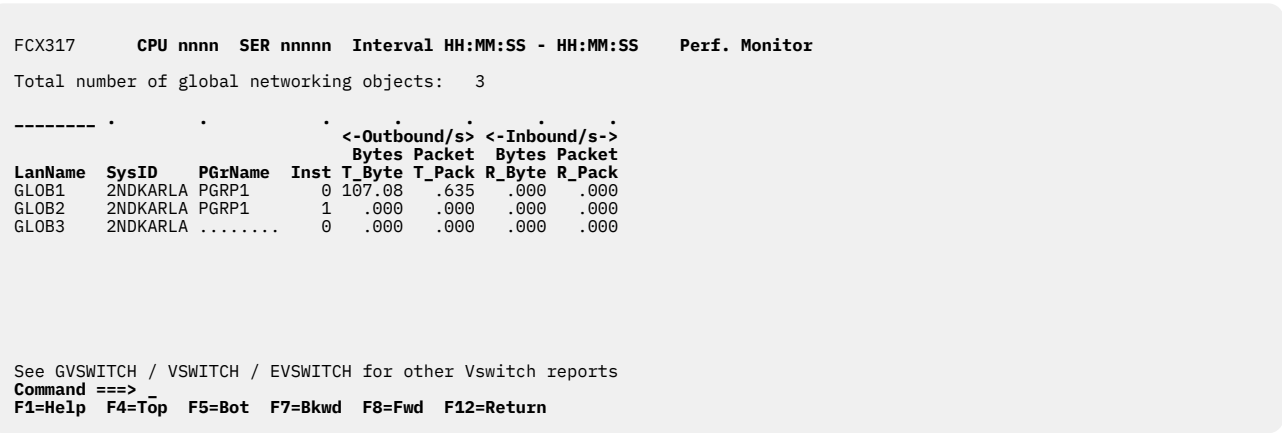 FCX317      CPU nnnn  SER nnnnn  Interval HH:MM:SS - HH:MM:SS    Perf. Monitor
Total number of global networking objects:   3
________ .        .           .      .      .      .      .
                                <-Outbound/s> <-Inbound/s->
                                 Bytes Packet  Bytes Packet
LanName  SysID    PGrName  Inst T_Byte T_Pack R_Byte R_Pack
GLOB1    2NDKARLA PGRP1       0 107.08   .635   .000   .000
GLOB2    2NDKARLA PGRP1       1   .000   .000   .000   .000
GLOB3    2NDKARLA ........    0   .000   .000   .000   .000
See GVSWITCH / VSWITCH / EVSWITCH for other Vswitch reports
Command ===> _
F1=Help  F4=Top  F5=Bot  F7=Bkwd  F8=Fwd  F12=Return